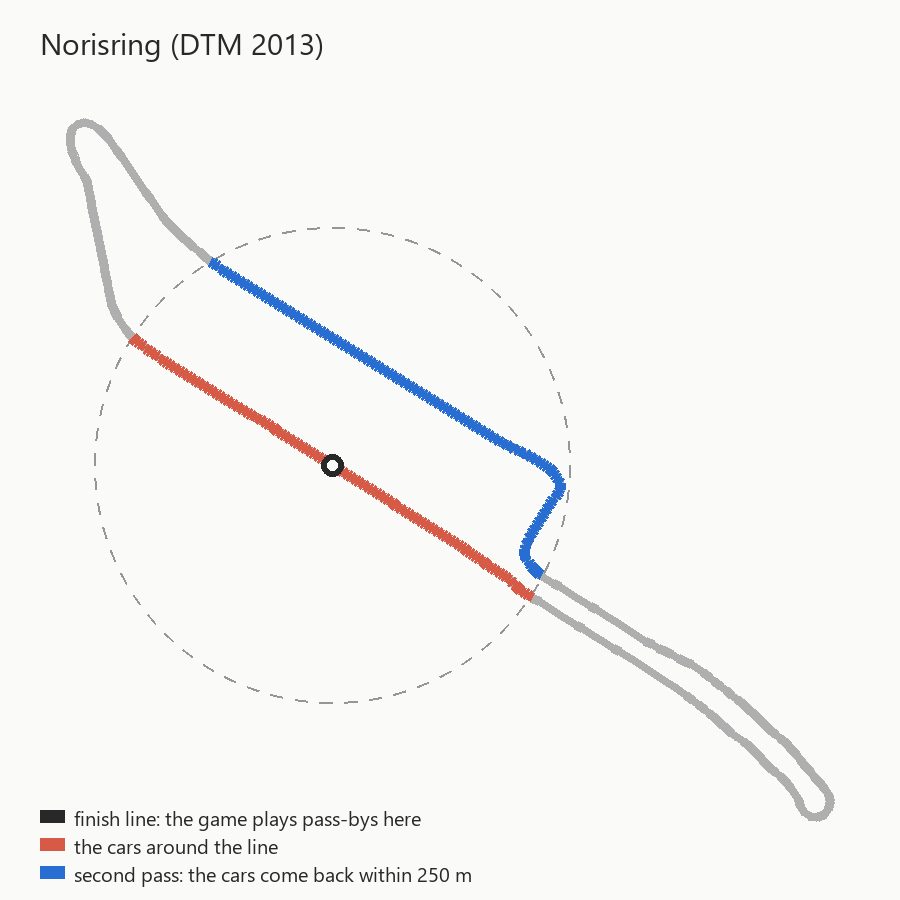 Norisring (DTM 2013)
finish line: the game plays pass-bys here
the cars around the line
second pass: the cars come back within 250 m